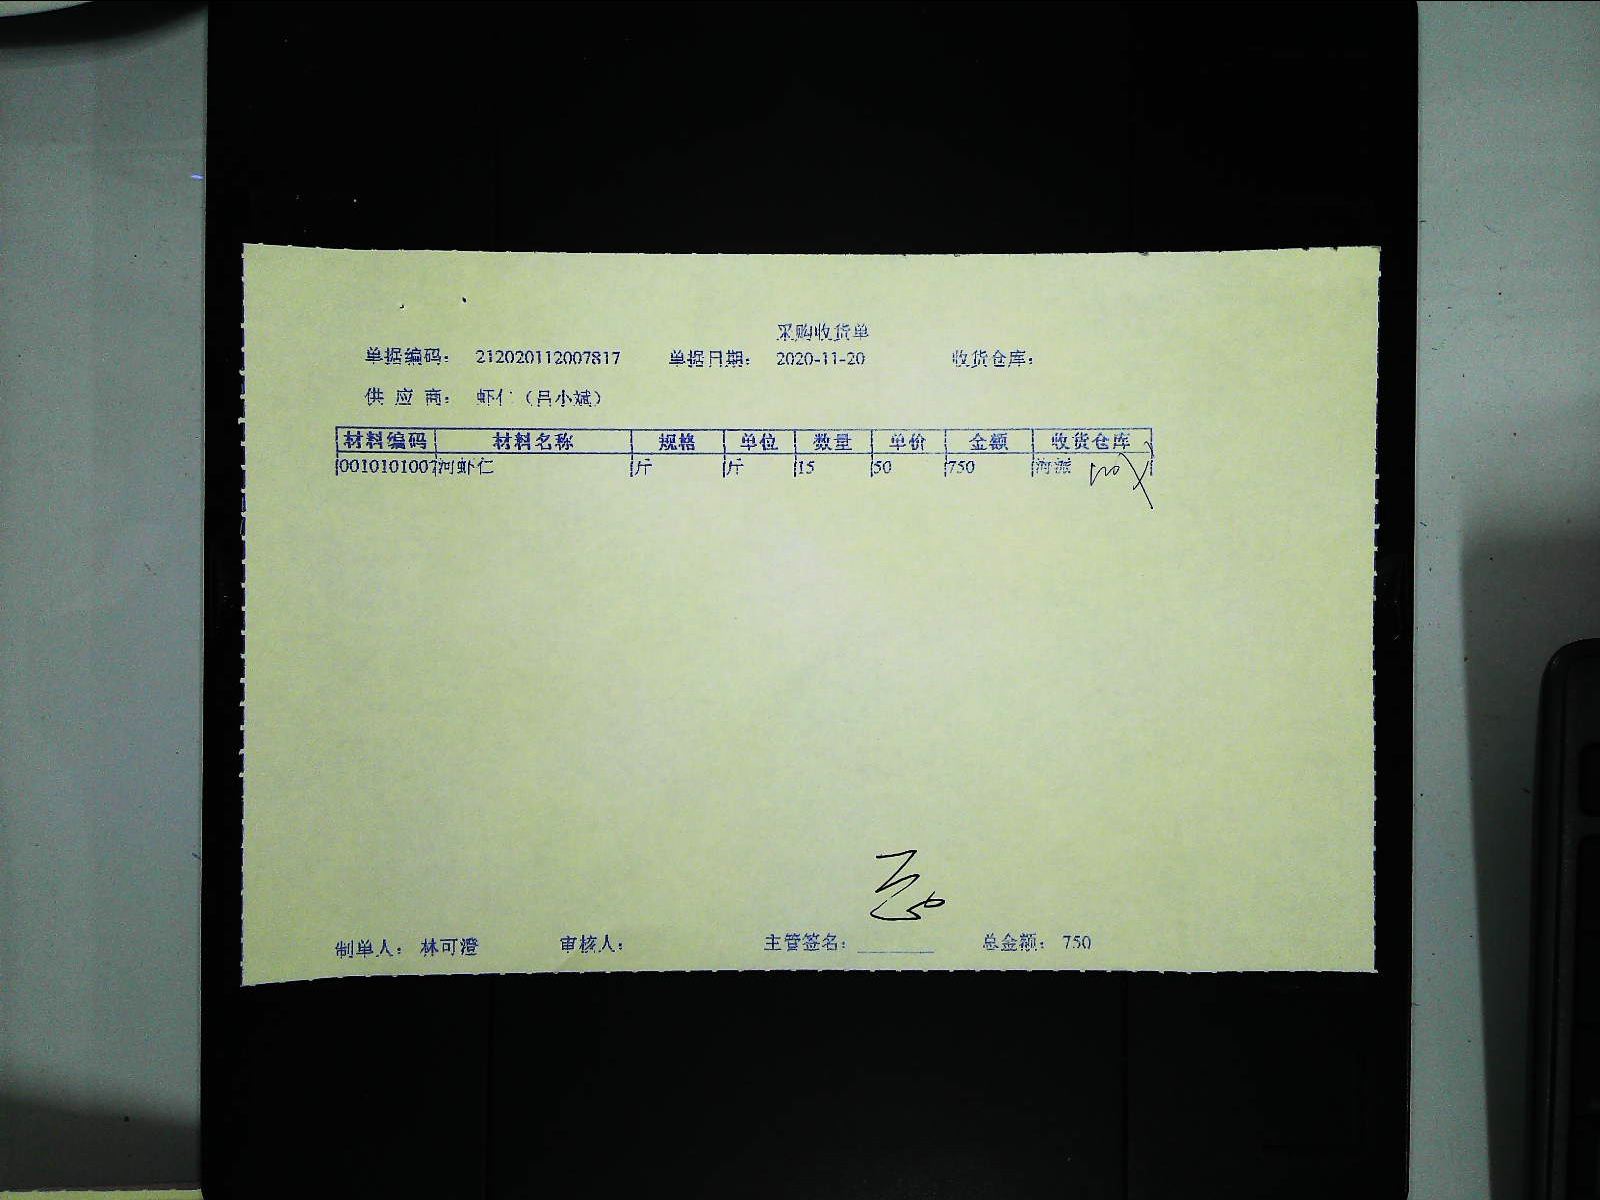 采购收货单
单据编码： 212020112007817 单据日期： 2020-11-20 收货仓库：
供 应 商： 虾仁（吕小斌）
材料编码 材料名称 规格 单位 数量 单价 金额 收货仓库
0010101007 河虾仁 斤 斤 15 50 750 海派
制单人： 林可澄 审核人： 主管签名： 总金额： 750